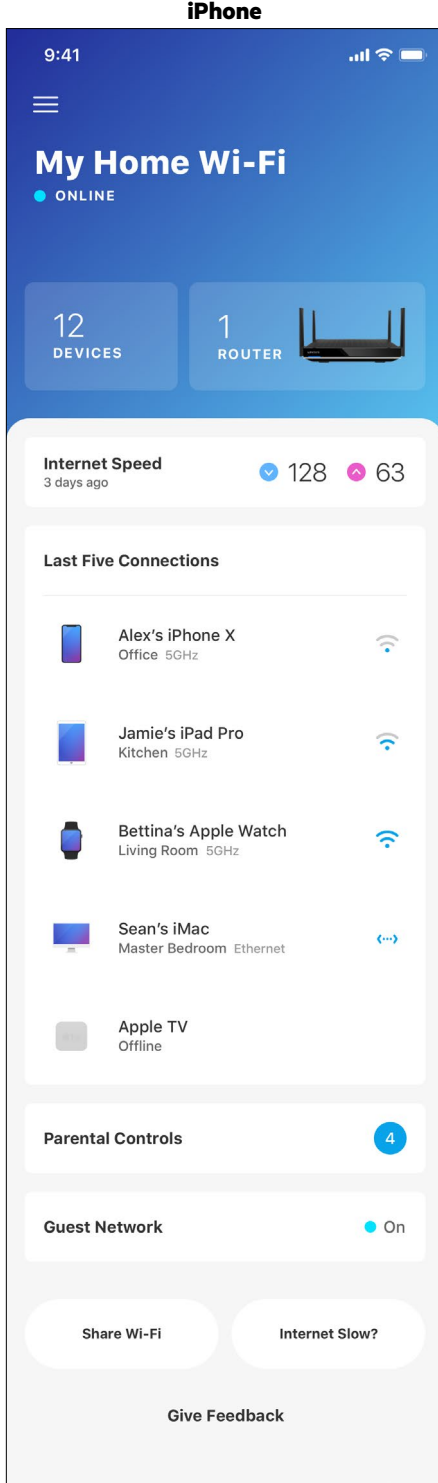 iPhone
9:41
My Home Wi-Fi
ONLINE
12
DEVICES
1
ROUTER
Internet Speed
3 days ago
128
63
Last Five Connections
Alex's iPhone X
Office 5GHz
Jamie's iPad Pro
Kitchen 5GHz
Bettina's Apple Watch
Living Room 5GHz
Sean's iMac
Master Bedroom Ethernet
Apple TV
Offline
Parental Controls
4
Guest Network
On
Share Wi-Fi
Internet Slow?
Give Feedback